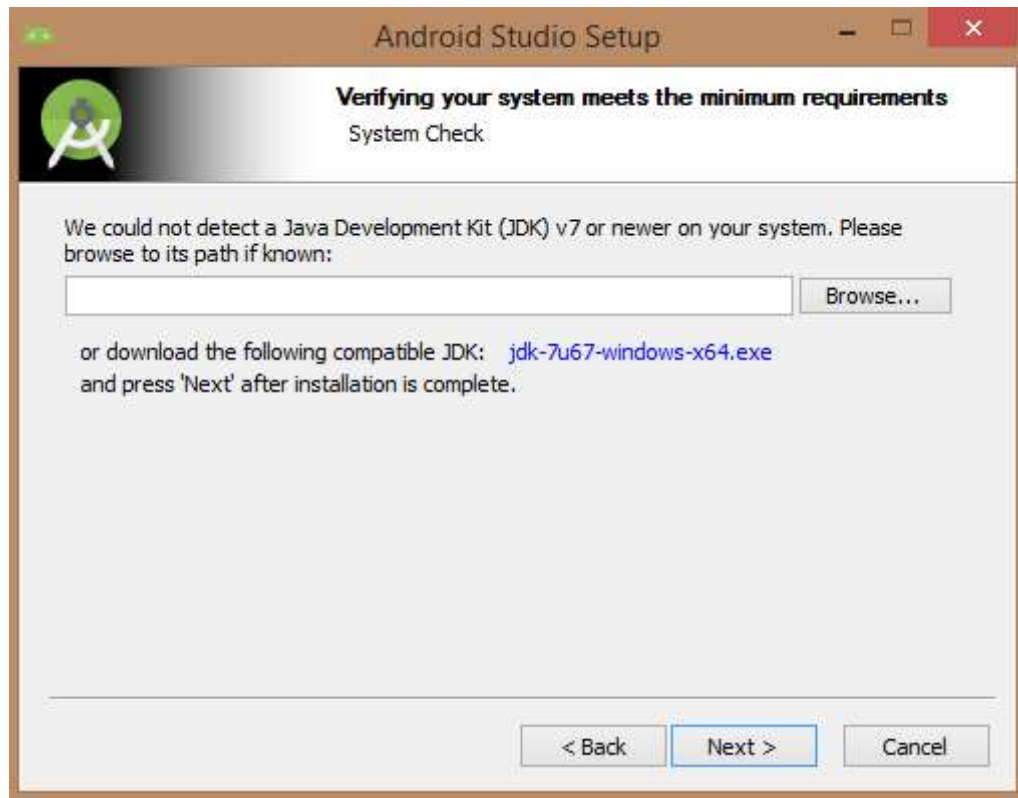 Android Studio Setup
Verifying your system meets the minimum requirements
System Check
We could not detect a Java Development Kit (JDK) v7 or newer on your system. Please
browse to its path if known:
Browse...
or download the following compatible JDK: jdk-7u67-windows-x64.exe
and press 'Next' after installation is complete.
< Back Next > Cancel